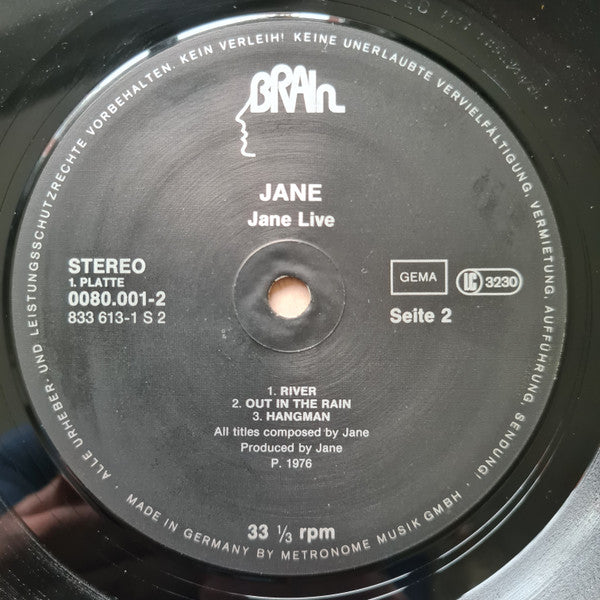 ALLE URHEBER- UND LEISTUNGSSCHUTZRECHTE VORBEHALTEN. KEIN VERLEIH! KEINE UNERLAUBTE VERVIELFÄLTIGUNG, VERMIETUNG, AUFFÜHRUNG, SENDUNG!
BRAIN
JANE
Jane Live
STEREO
1. PLATTE
0080.001-2
833 613-1 S 2
GEMA
LC 3230
Seite 2
1. RIVER
2. OUT IN THE RAIN
3. HANGMAN
All titles composed by Jane
Produced by Jane
P. 1976
33 ⅓ rpm
· MADE IN GERMANY BY METRONOME MUSIK GMBH ·